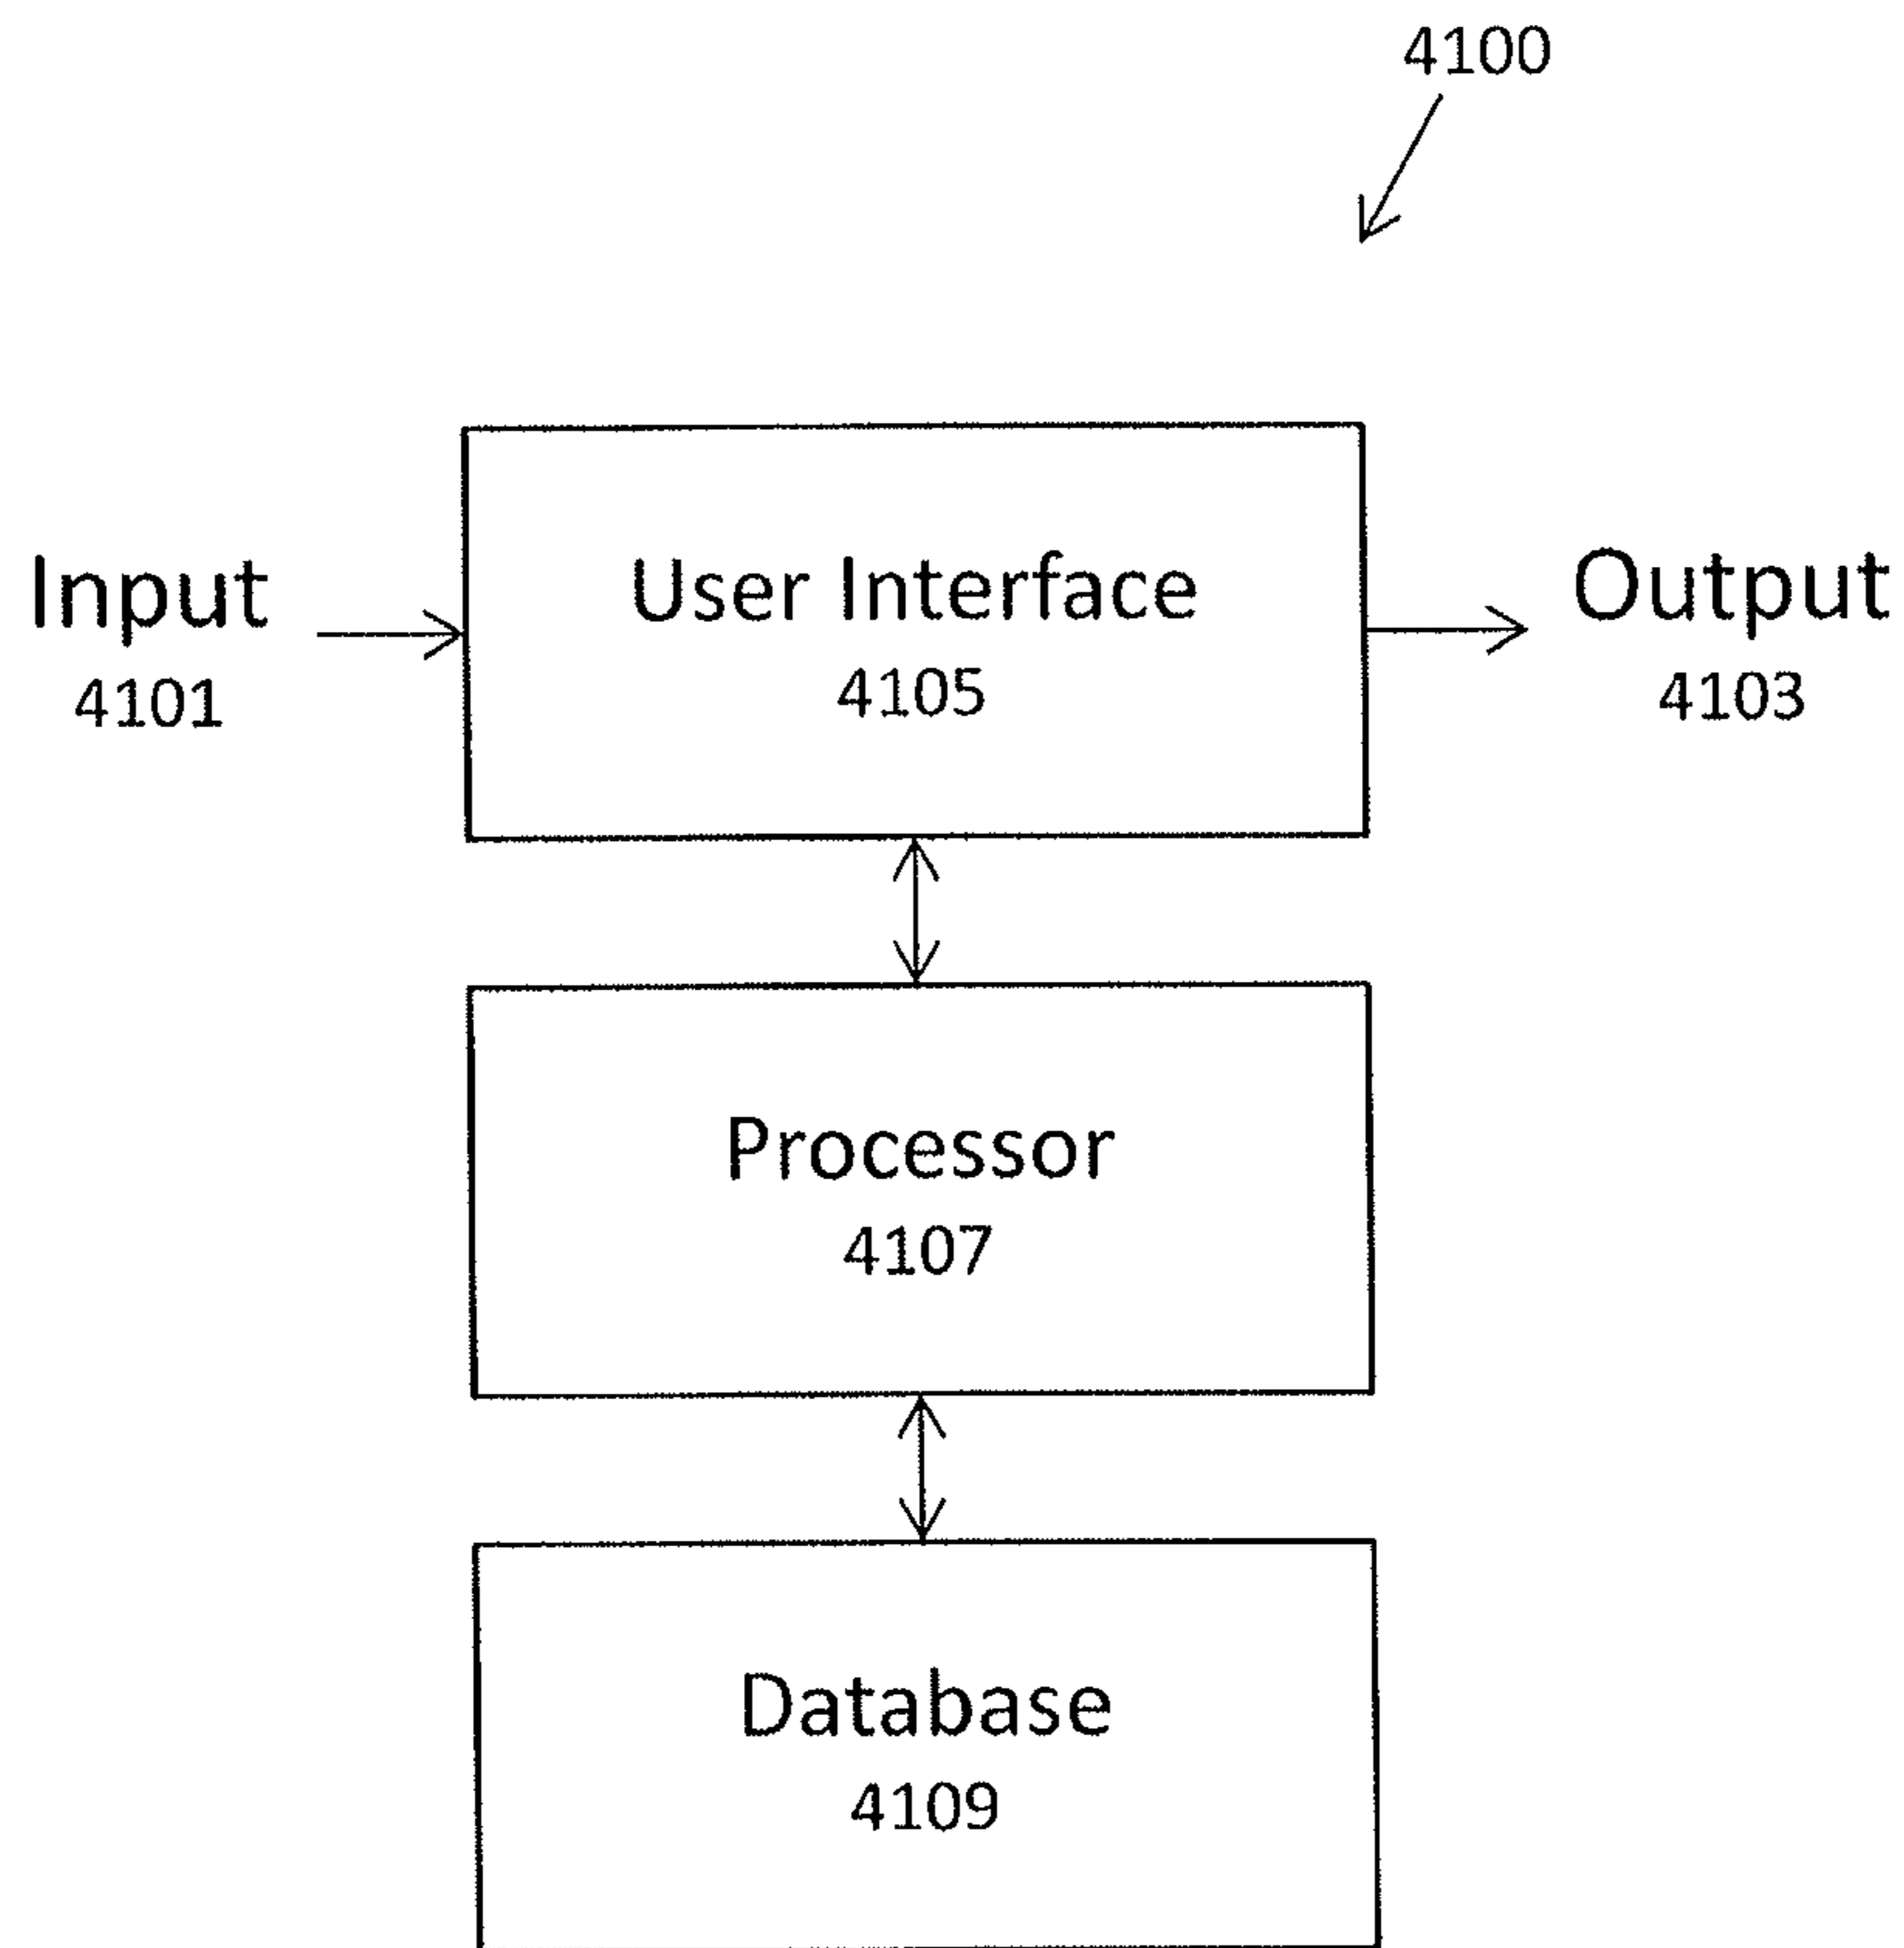 4100
Input
4101
User Interface
4105
Output
4103
Processor
4107
Database
4109